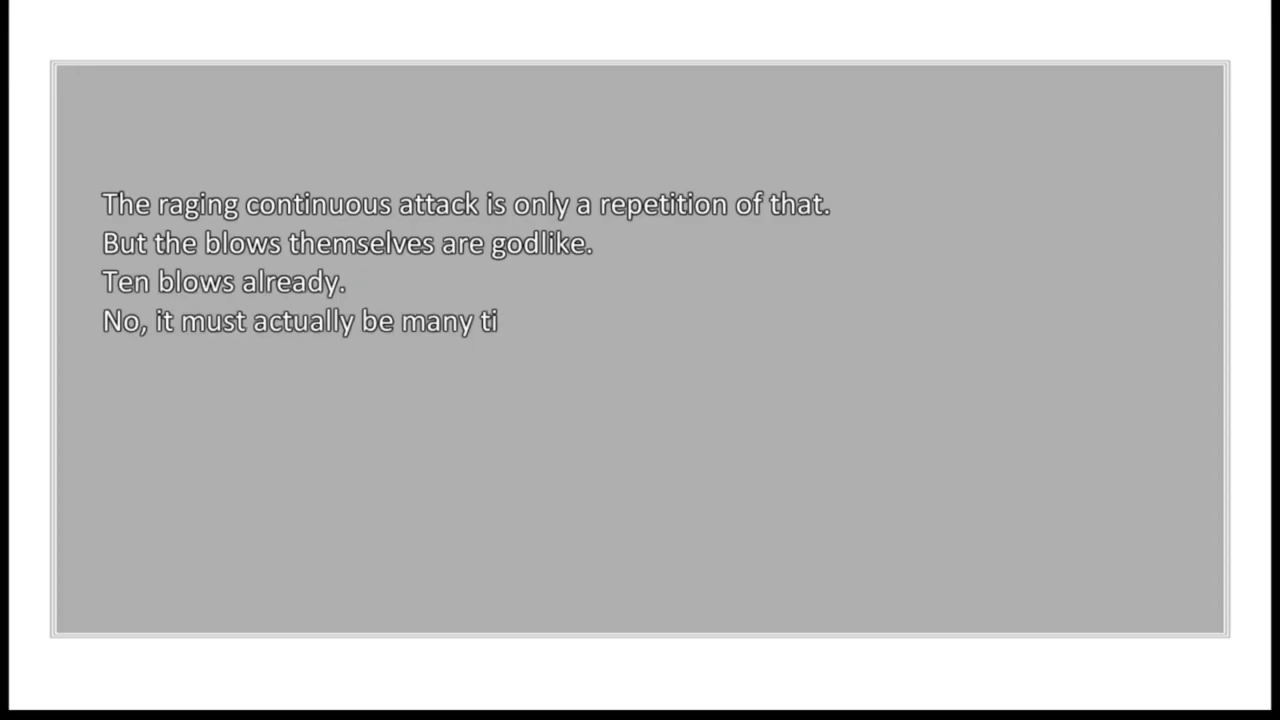 The raging continuous attack is only a repetition of that.
But the blows themselves are godlike.
Ten blows already.
No, it must actually be many ti